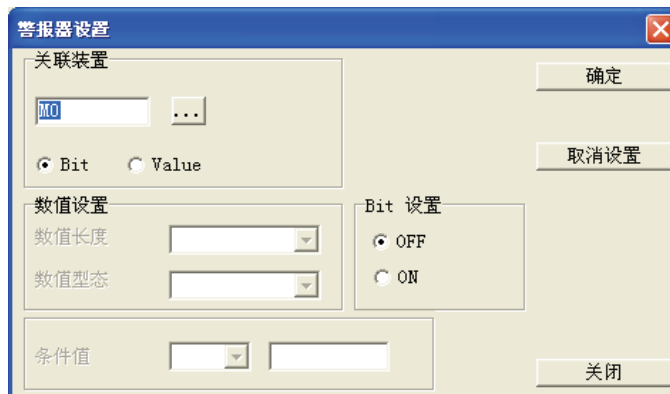 警报器设置
关联装置
M0
...
Bit
Value
确定
取消设置
数值设置
数值长度
数值型态
Bit 设置
OFF
ON
条件值
关闭